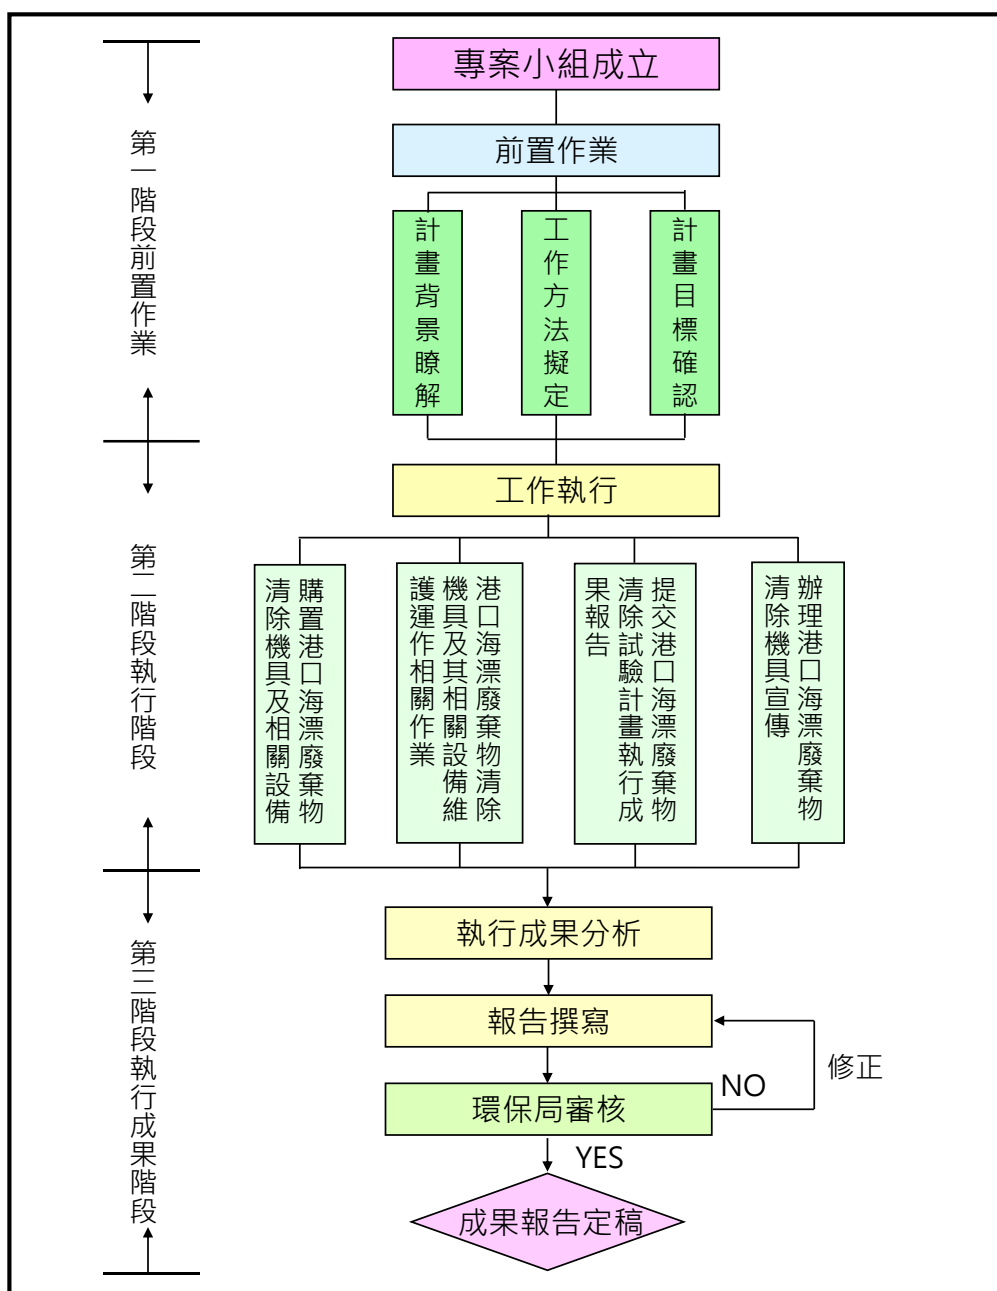 專案小組成立
第一階段前置作業
前置作業
計畫背景瞭解
工作方法擬定
計畫目標確認
工作執行
第二階段執行階段
購置港口海漂廢棄物
清除機具及相關設備
港口海漂廢棄物清除
機具及其相關設備維
護運作相關作業
提交港口海漂廢棄物
清除試驗計畫執行成
果報告
辦理港口海漂廢棄物
清除機具宣傳
第三階段執行成果階段
執行成果分析
報告撰寫
修正
環保局審核
NO
YES
成果報告定稿